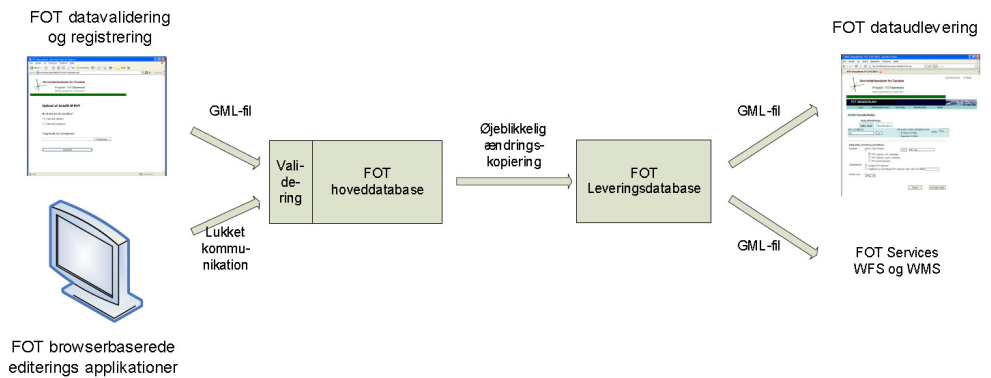 FOT datavalidering
og registrering
GML-fil
Lukket
kommu-
nikation
FOT browserbaserede
editerings applikationer
Vali-
de-
ring
FOT
hoveddatabase
Øjeblikkelig
ændrings-
kopiering
FOT
Leveringsdatabase
GML-fil
GML-fil
FOT dataudlevering
FOT Services
WFS og WMS